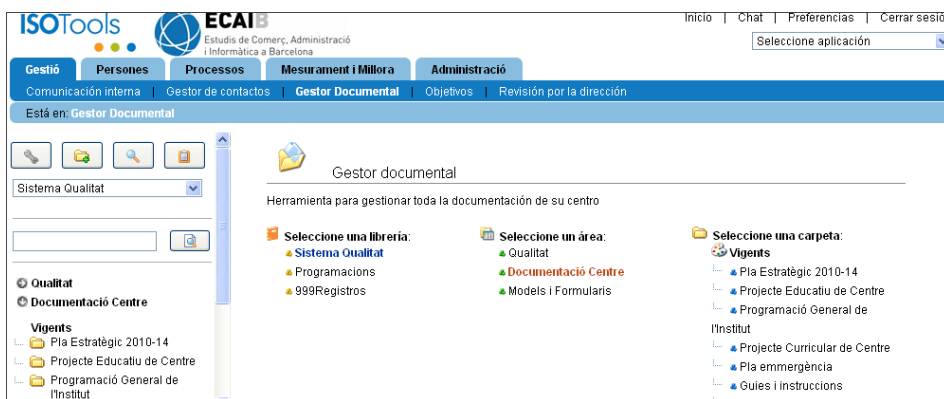 ISOTools
ECAIB
Estudis de Comerç, Administració
i Informàtica a Barcelona
Inicio | Chat | Preferencias | Cerrar sesió
Seleccione aplicación
Gestió Persones Processos Mesurament i Millora Administració
Comunicación interna | Gestor de contactos | Gestor Documental | Objetivos | Revisión por la dirección
Está en: Gestor Documental
Sistema Qualitat
Qualitat
Documentació Centre
Vigents
Pla Estratègic 2010-14
Projecte Educatiu de Centre
Programació General de
l'Institut
Gestor documental
Herramienta para gestionar toda la documentación de su centro
Seleccione una librería:
Sistema Qualitat
Programacions
999Registros
Seleccione un área:
Qualitat
Documentació Centre
Models i Formularis
Seleccione una carpeta:
Vigents
Pla Estratègic 2010-14
Projecte Educatiu de Centre
Programació General de
l'Institut
Projecte Curricular de Centre
Pla emmergència
Guies i instruccions